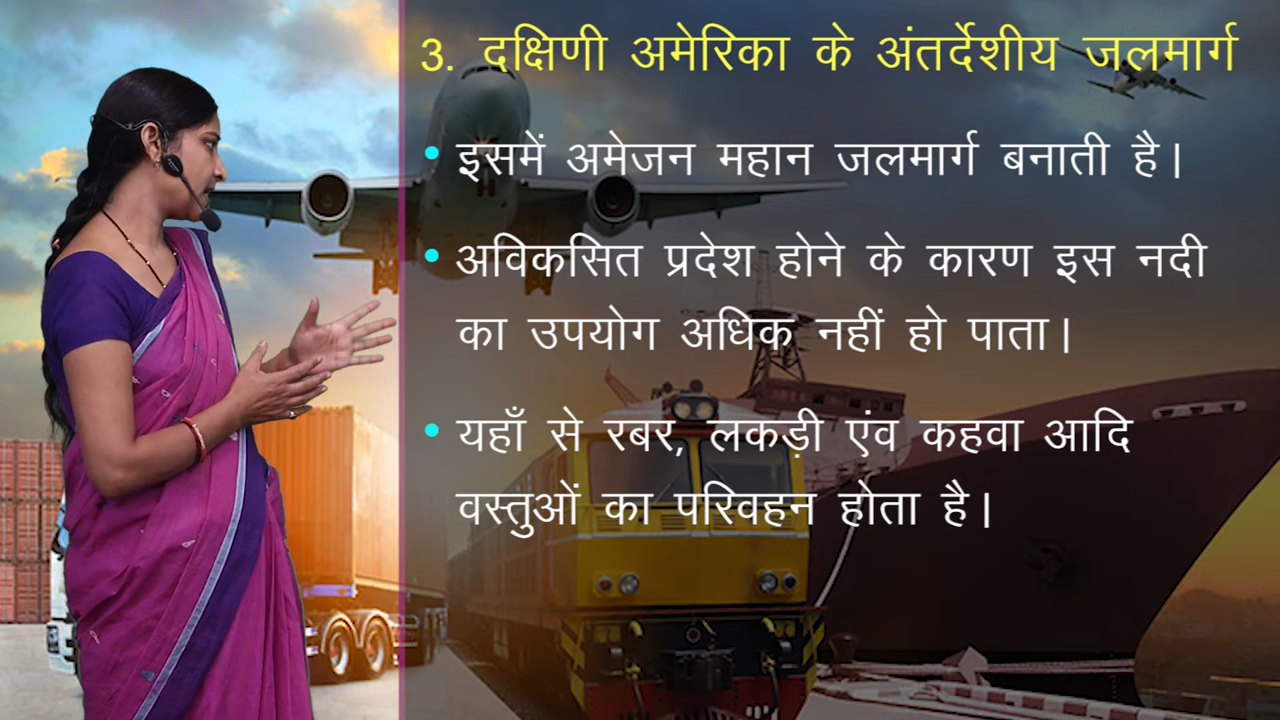 3. दक्षिणी अमेरिका के अंतर्देशीय जलमार्ग
• इसमें अमेजन महान जलमार्ग बनाती है।
• अविकसित प्रदेश होने के कारण इस नदी
का उपयोग अधिक नहीं हो पाता।
• यहाँ से रबर, लकड़ी एंव कहवा आदि
वस्तुओं का परिवहन होता है।